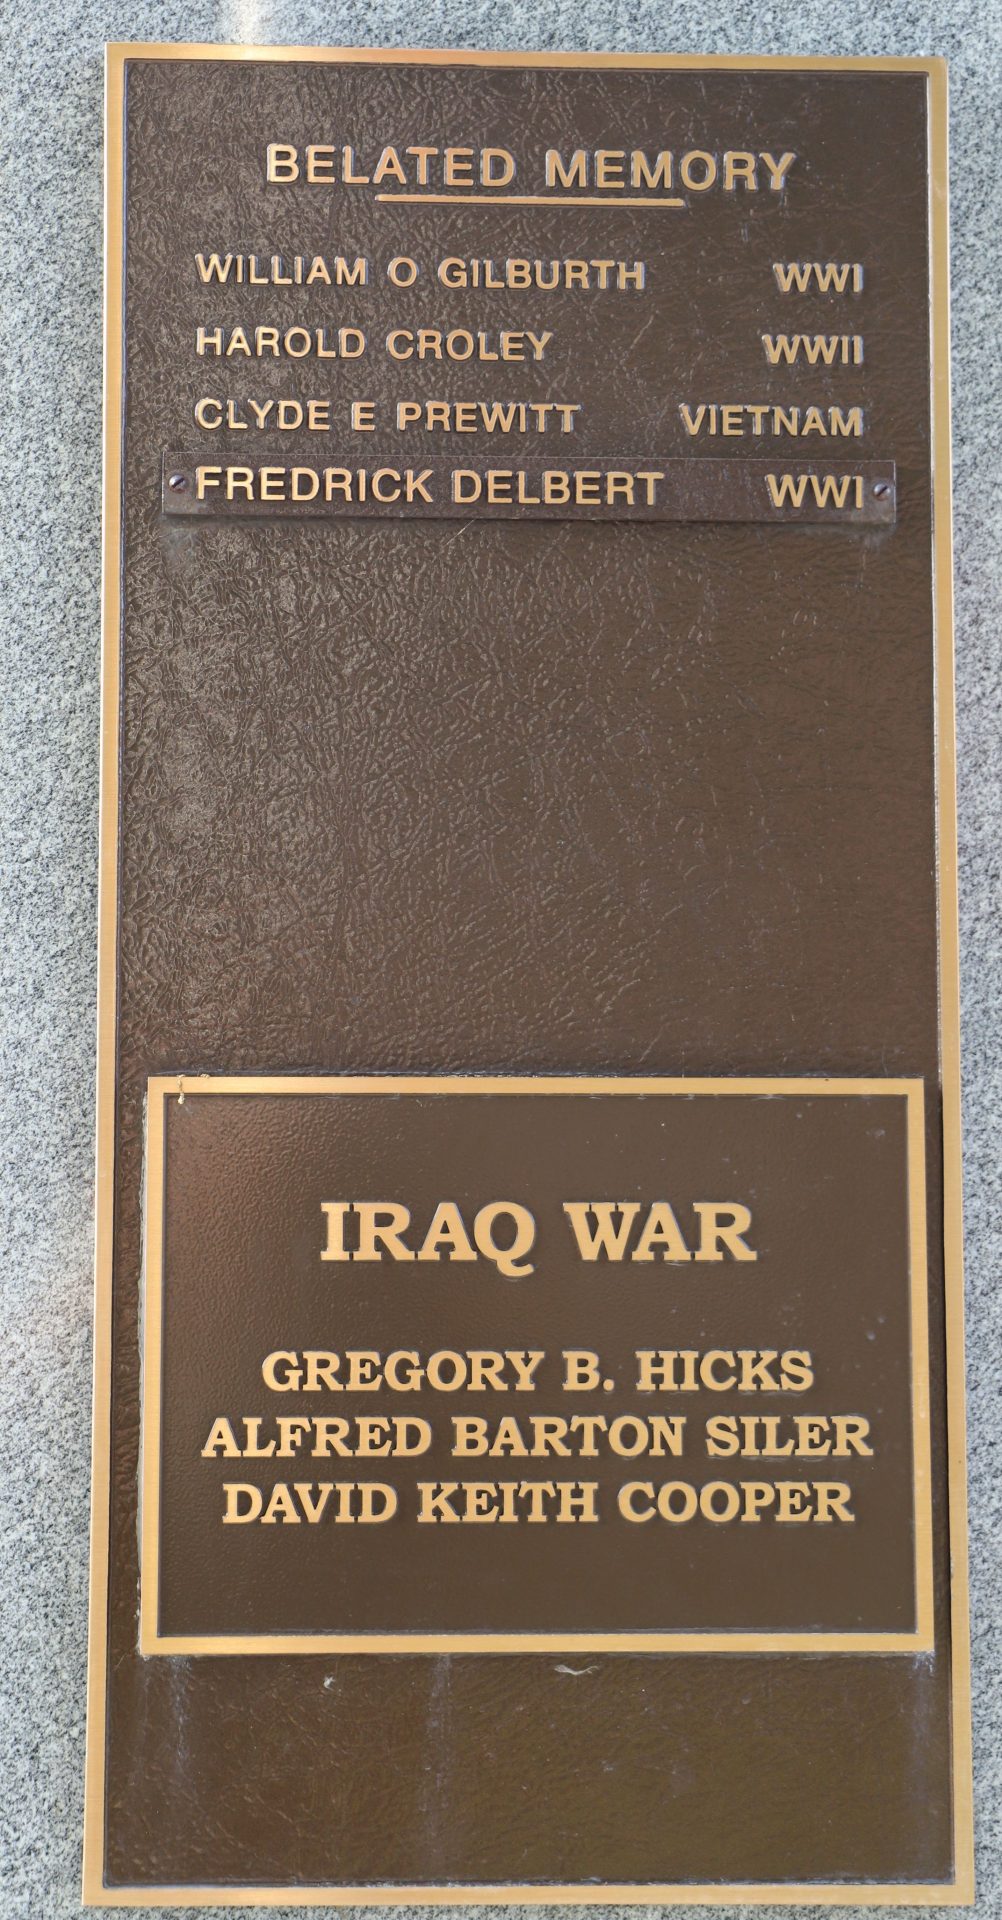 BELATED MEMORY
WILLIAM O GILBURTH WWI
HAROLD CROLEY WWII
CLYDE E PREWITT VIETNAM
FREDRICK DELBERT WWI
IRAQ WAR
GREGORY B. HICKS
ALFRED BARTON SILER
DAVID KEITH COOPER